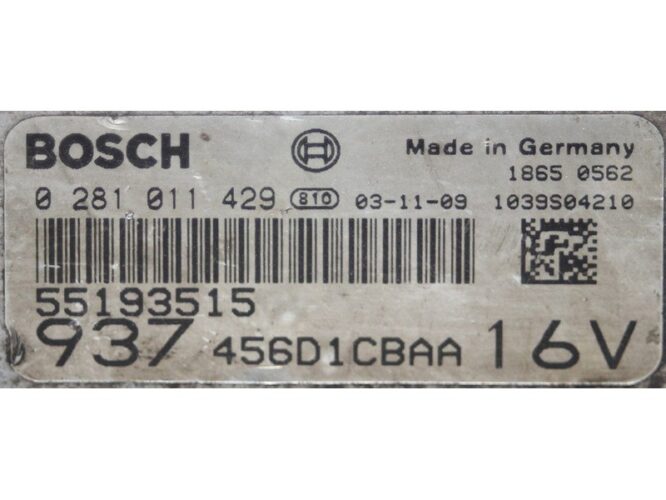 BOSCH Made in Germany
1865 0562
0 281 011 429 810 03-11-09 1039S04210
55193515
937 456D1CBAA 16V